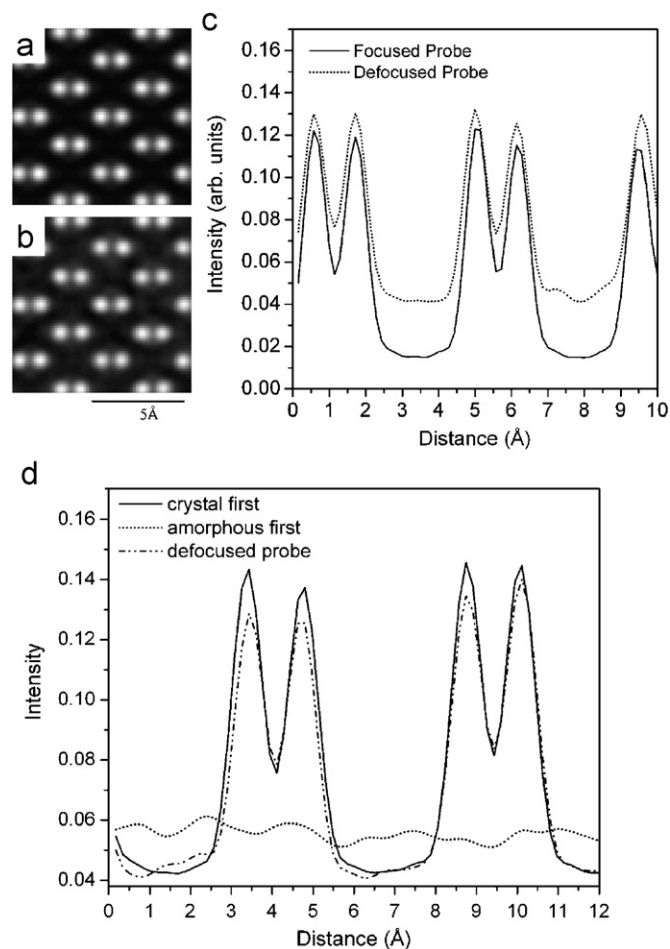 a
b
5Å
c
0.16
0.14
0.12
0.10
0.08
0.06
0.04
0.02
0.00
Intensity (arb. units)
Focused Probe
Defocused Probe
0 1 2 3 4 5 6 7 8 9 10
Distance (Å)
d
0.16
0.14
0.12
0.10
0.08
0.06
0.04
Intensity
crystal first
amorphous first
defocused probe
0 1 2 3 4 5 6 7 8 9 10 11 12
Distance (Å)